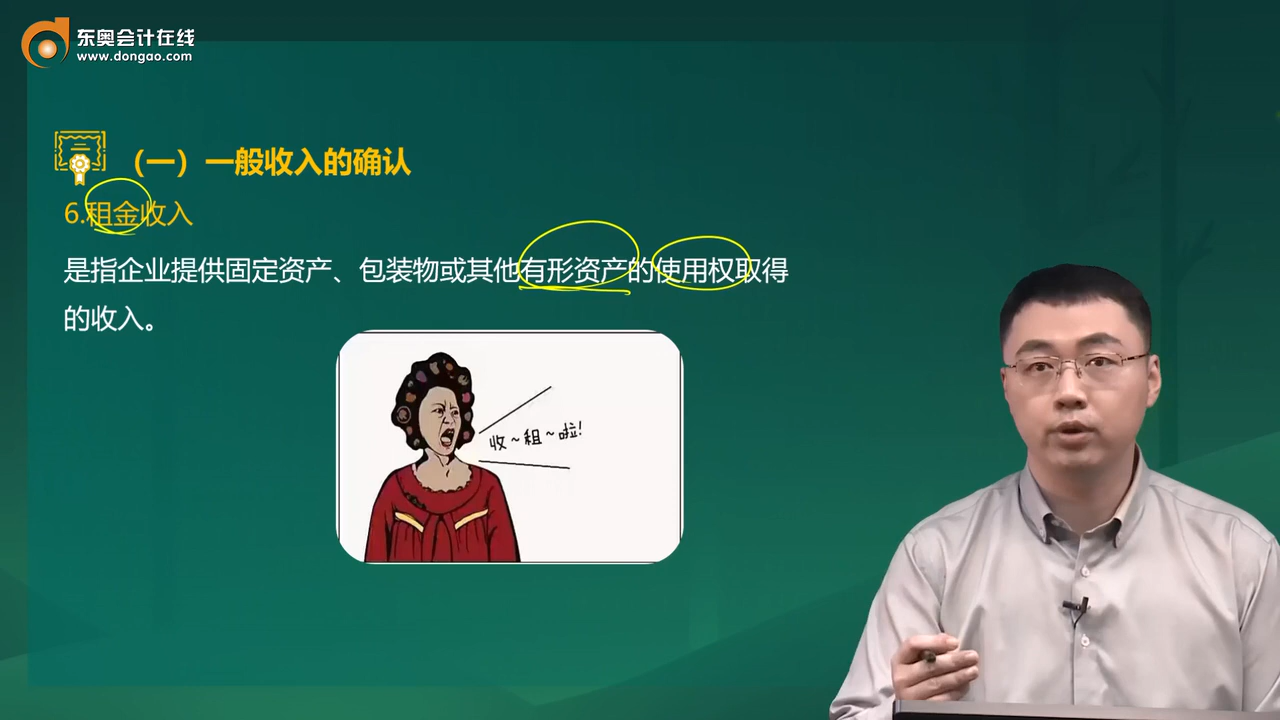 东奥会计在线
www.dongao.com
（一）一般收入的确认
6.租金收入
是指企业提供固定资产、包装物或其他有形资产的使用权取得
的收入。
收~租~啦!